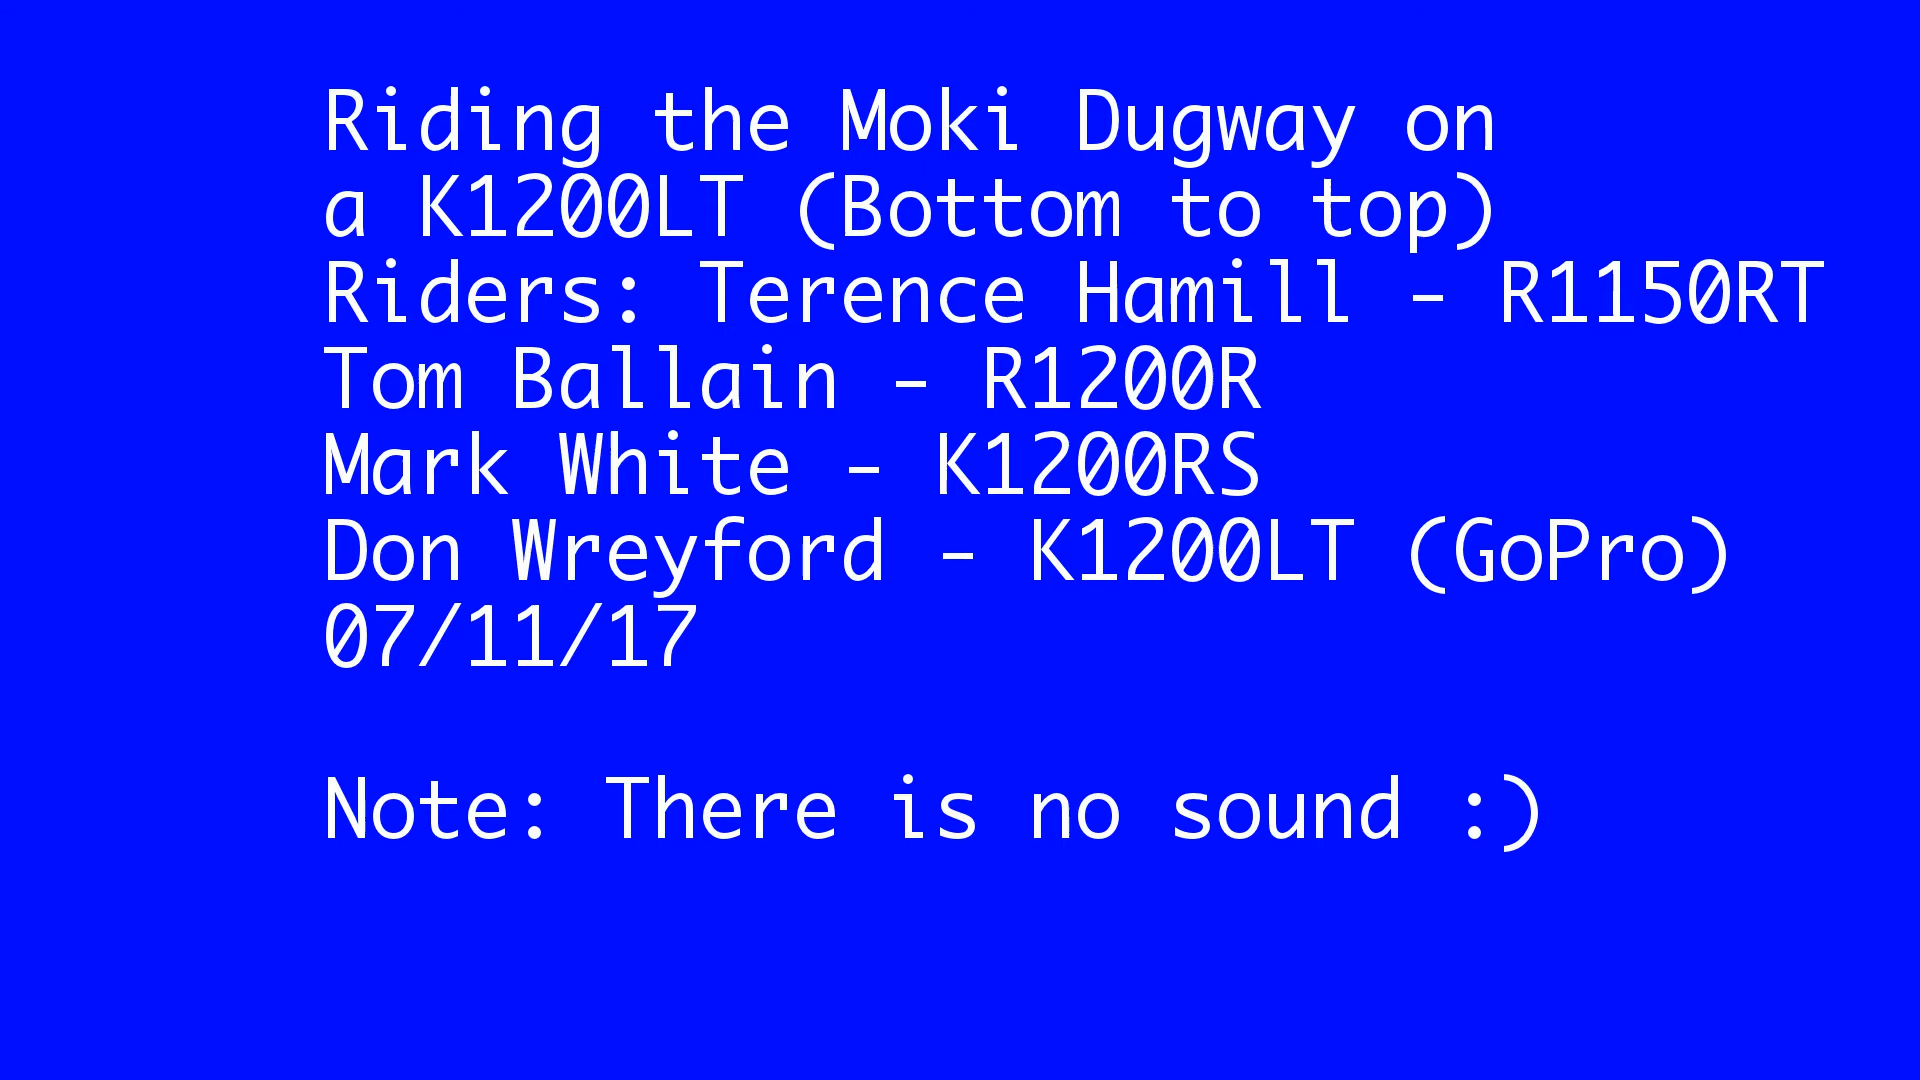 Riding the Moki Dugway on
a K1200LT (Bottom to top)
Riders: Terence Hamill - R1150RT
Tom Ballain - R1200R
Mark White - K1200RS
Don Wreyford - K1200LT (GoPro)
07/11/17
Note: There is no sound :)